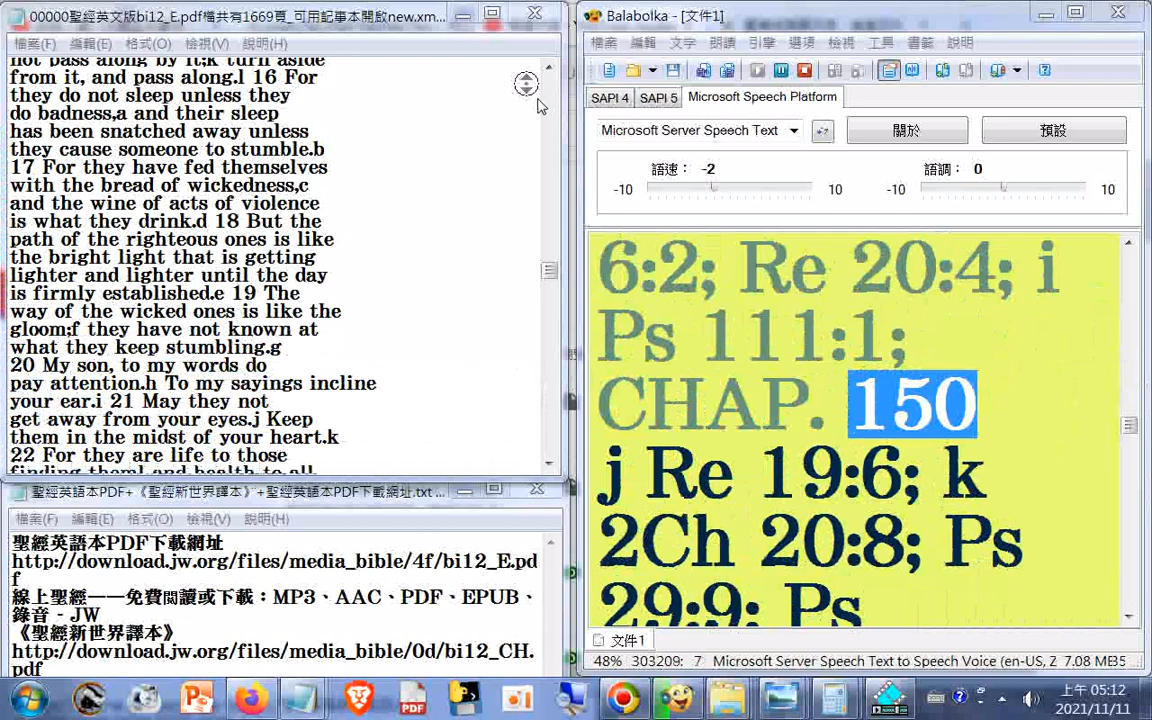 00000聖經英文版bi12_E.pdf檔共有1669頁_可用記事本開啟new.xm...
檔案(F) 編輯(E) 格式(O) 檢視(V) 說明(H)
not pass along by it;k turn aside
from it, and pass along.l 16 For
they do not sleep unless they
do badness,a and their sleep
has been snatched away unless
they cause someone to stumble.b
17 For they have fed themselves
with the bread of wickedness,c
and the wine of acts of violence
is what they drink.d 18 But the
path of the righteous ones is like
the bright light that is getting
lighter and lighter until the day
is firmly established.e 19 The
way of the wicked ones is like the
gloom;f they have not known at
what they keep stumbling.g
20 My son, to my words do
pay attention.h To my sayings incline
your ear.i 21 May they not
get away from your eyes.j Keep
them in the midst of your heart.k
22 For they are life to those
finding them1 and health to all
聖經英語本PDF+《聖經新世界譯本》+聖經英語本PDF下載網址.txt ...
檔案(F) 編輯(E) 格式(O) 檢視(V) 說明(H)
聖經英語本PDF下載網址
http://download.jw.org/files/media_bible/4f/bi12_E.pd
f
線上聖經──免費閱讀或下載：MP3、AAC、PDF、EPUB、
錄音 - JW
《聖經新世界譯本》
http://download.jw.org/files/media_bible/0d/bi12_CH.
pdf
Balabolka - [文件1]
檔案 編輯 文字 朗讀 引擎 選項 檢視 工具 書籤 說明
SAPI 4 SAPI 5 Microsoft Speech Platform
Microsoft Server Speech Text 關於 預設
語速： -2 語調： 0
-10 10 -10 10
6:2; Re 20:4; i
Ps 111:1;
CHAP. 150
j Re 19:6; k
2Ch 20:8; Ps
29:9; Ps
文件1
48% 303209: 7 Microsoft Server Speech Text to Speech Voice (en-US, Z 7.08 MB
上午 05:12
2021/11/11